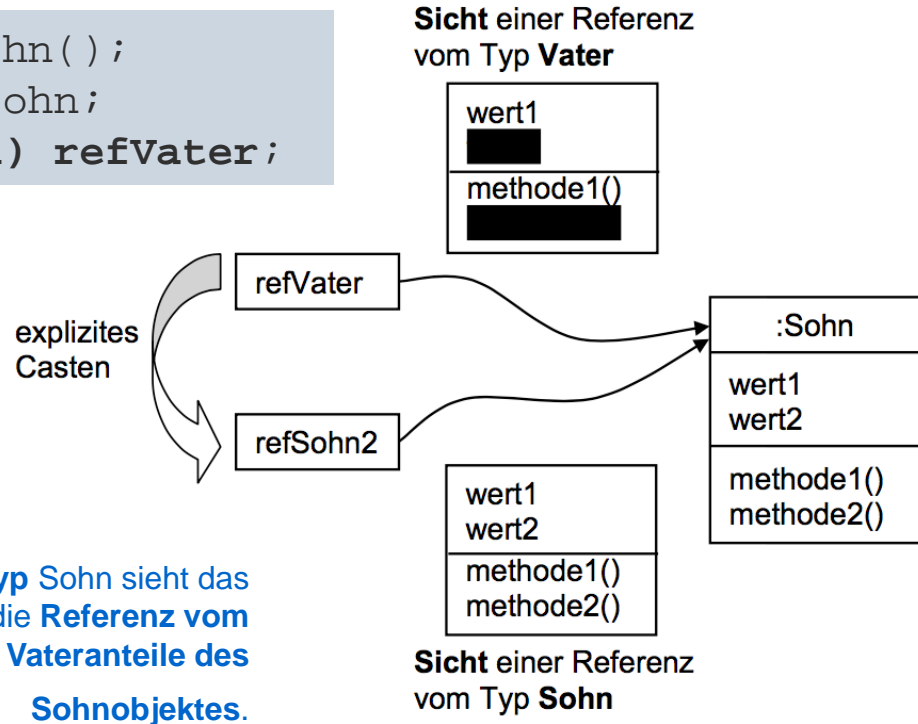 hn();
ohn;
) refVater;
Sicht einer Referenz
vom Typ Vater
wert1
methode1()
refVater
explizites
Casten
:Sohn
wert1
wert2
methode1()
methode2()
refSohn2
wert1
wert2
methode1()
methode2()
Sicht einer Referenz
vom Typ Sohn
yp Sohn sieht das
die Referenz vom
Vateranteile des
Sohnobjektes.